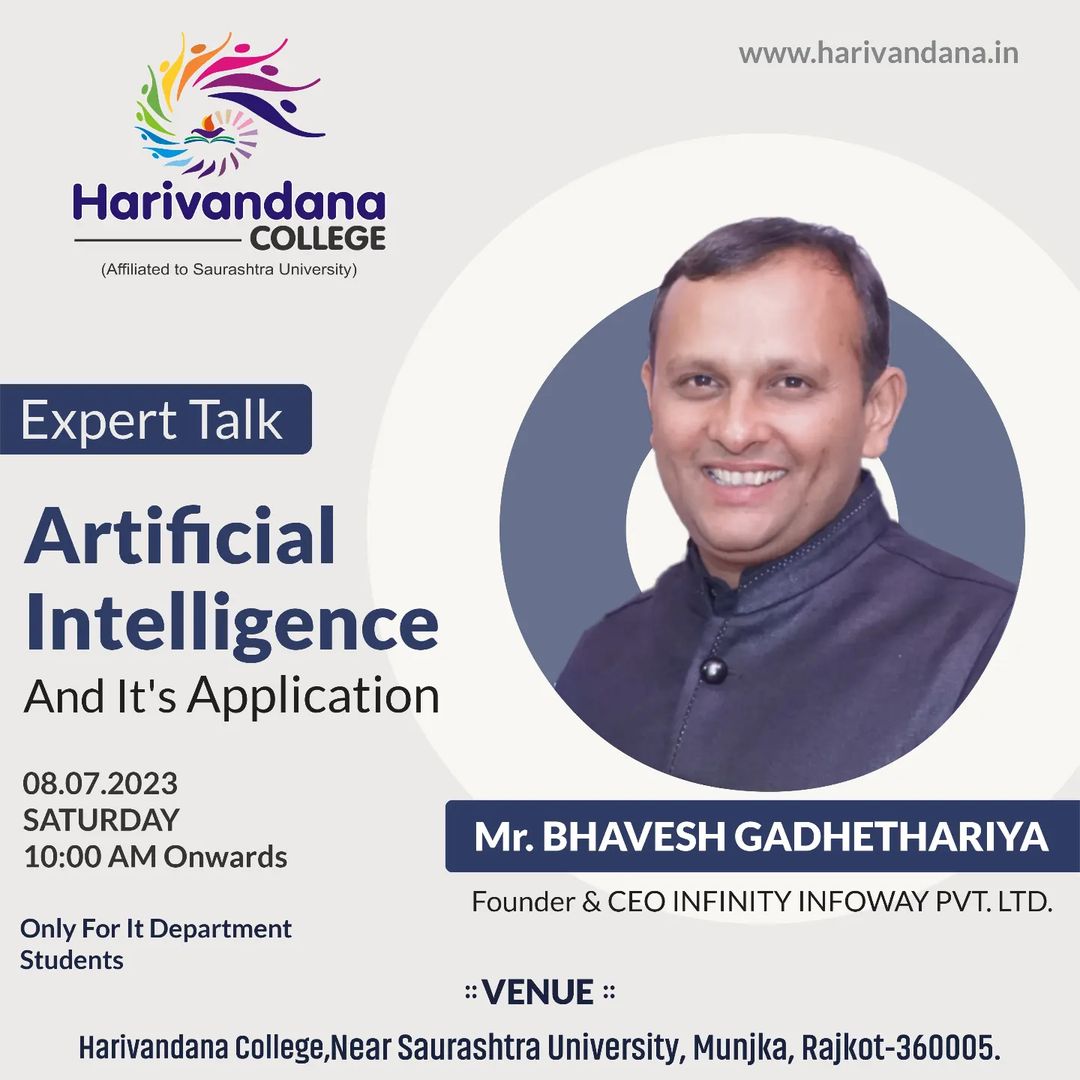 www.harivandana.in
Harivandana
COLLEGE
(Affiliated to Saurashtra University)
Expert Talk
Artificial
Intelligence
And It's Application
08.07.2023
SATURDAY
10:00 AM Onwards
Only For It Department
Students
Mr. BHAVESH GADHETHARIYA
Founder & CEO INFINITY INFOWAY PVT. LTD.
:: VENUE ::
Harivandana College,Near Saurashtra University, Munjka, Rajkot-360005.